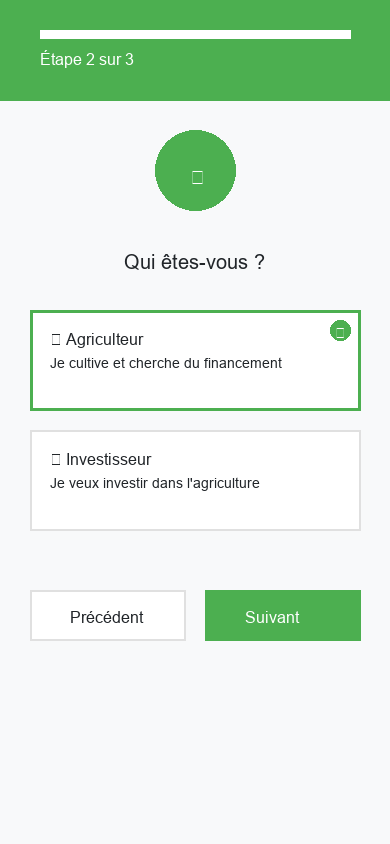 Étape 2 sur 3
Qui êtes-vous ?
Agriculteur
Je cultive et cherche du financement
Investisseur
Je veux investir dans l'agriculture
Précédent
Suivant